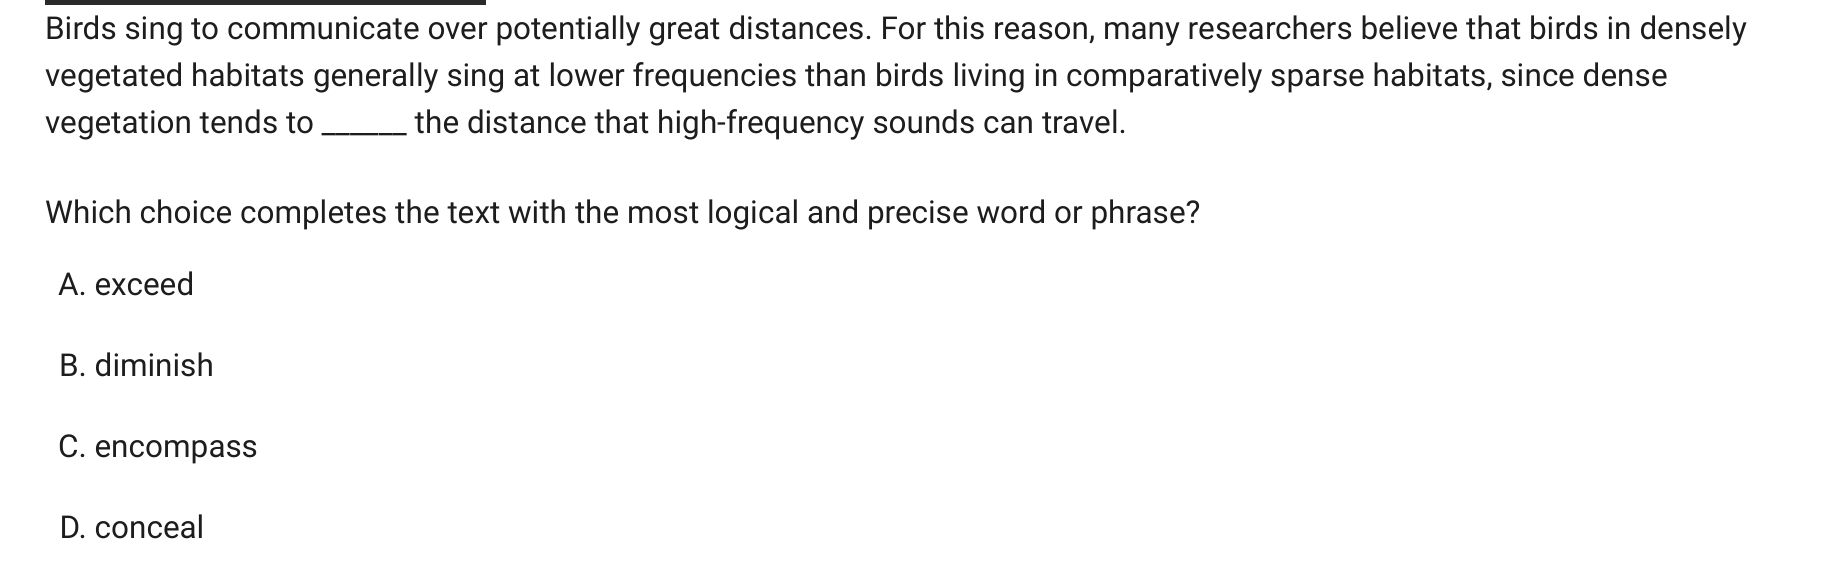 Birds sing to communicate over potentially great distances. For this reason, many researchers believe that birds in densely
vegetated habitats generally sing at lower frequencies than birds living in comparatively sparse habitats, since dense
vegetation tends to ______ the distance that high-frequency sounds can travel.
Which choice completes the text with the most logical and precise word or phrase?
A. exceed
B. diminish
C. encompass
D. conceal